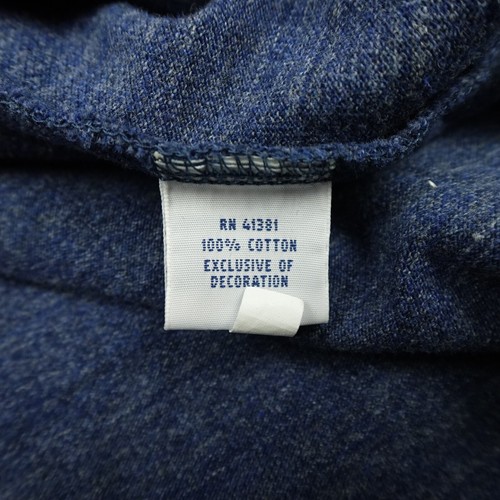 RN 41381
100% COTTON
EXCLUSIVE OF
DECORATION